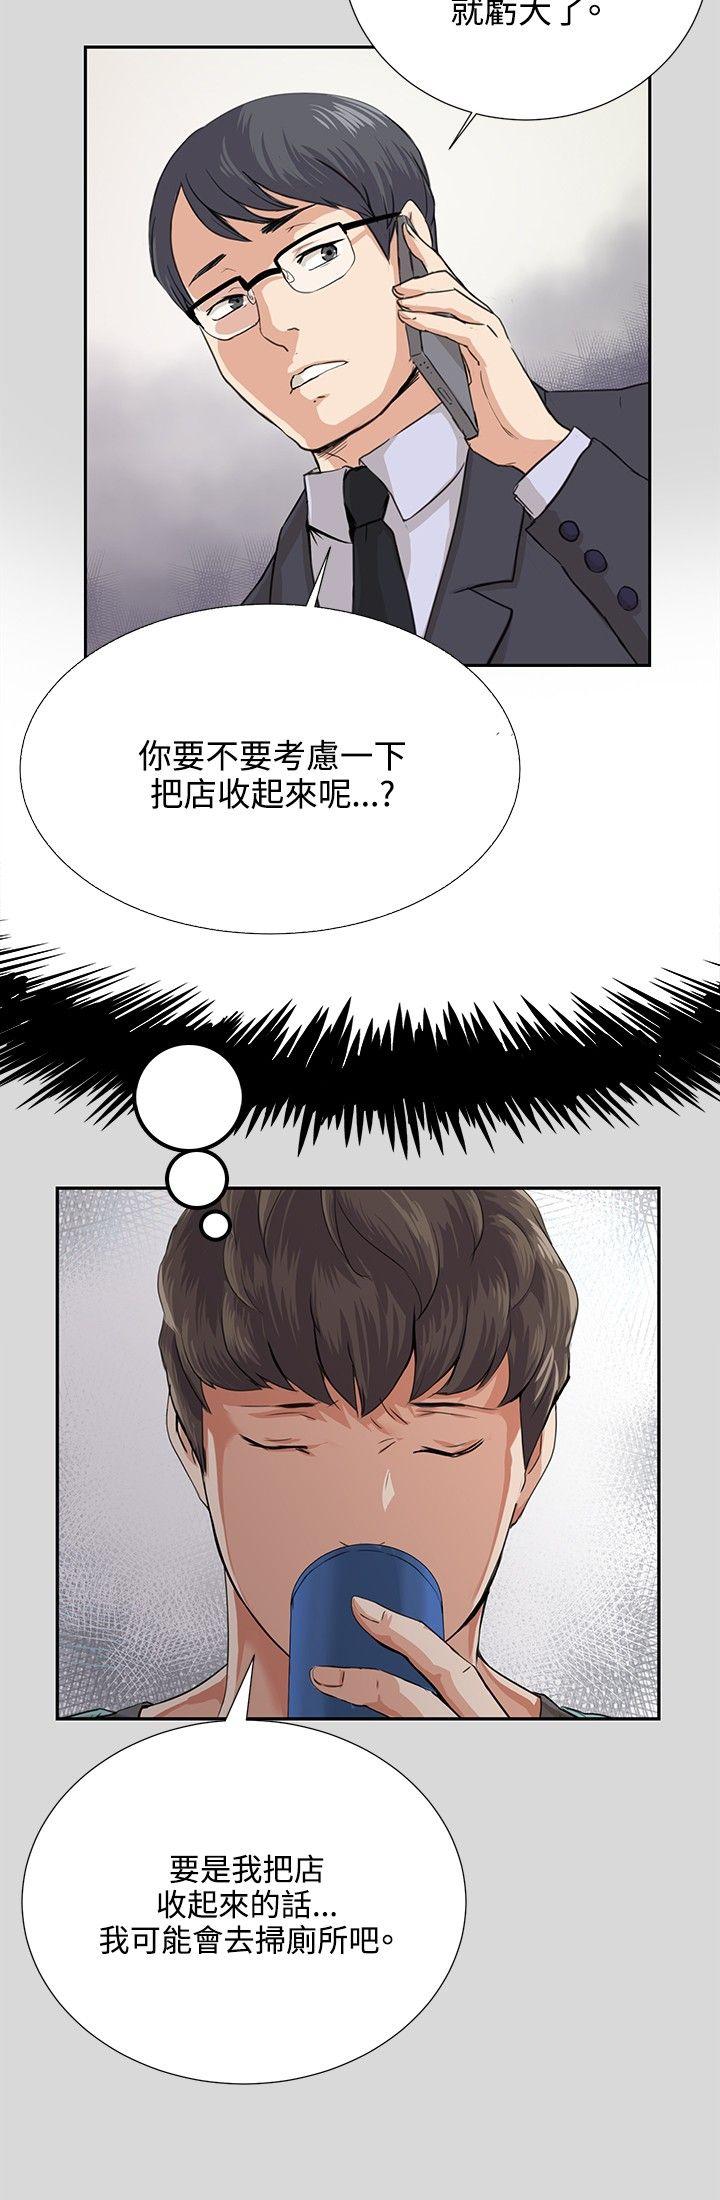 就虧大了。
你要不要考慮一下
把店收起來呢...?
要是我把店
收起來的話...
我可能會去掃廁所吧。